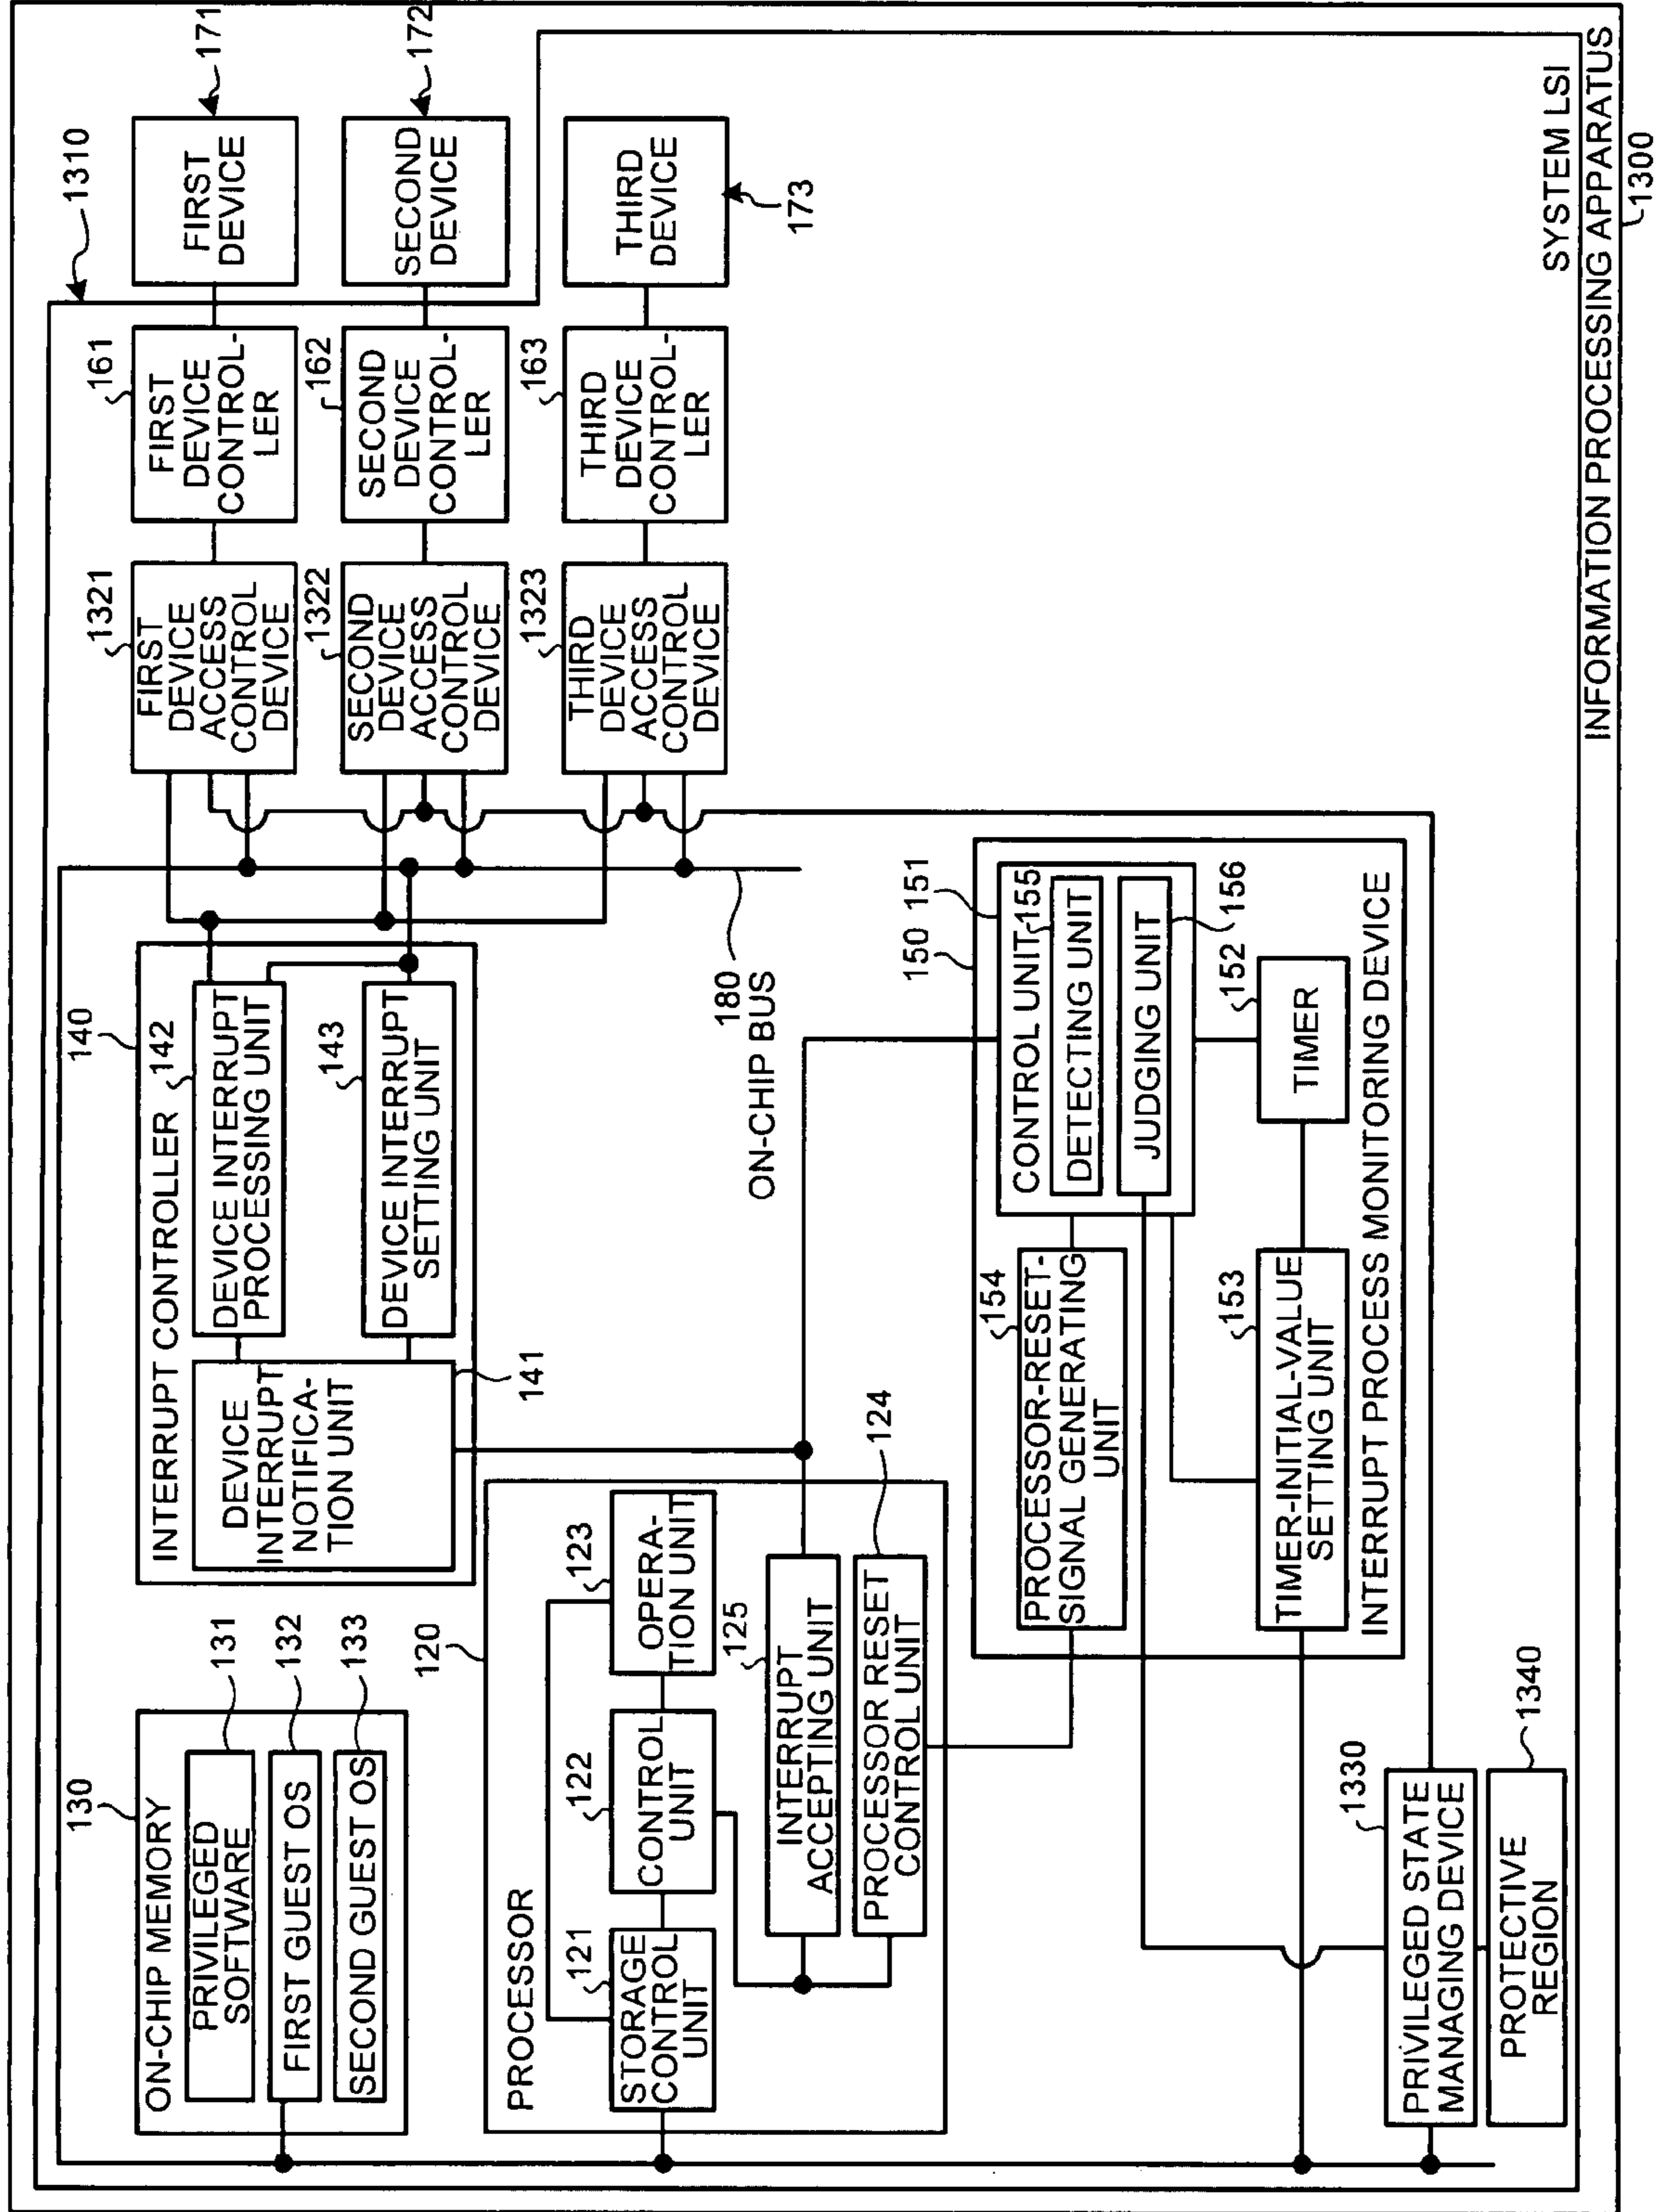 1310
171
172
173
FIRST
DEVICE
SECOND
DEVICE
THIRD
DEVICE
161
FIRST
DEVICE
CONTROL-
LER
162
SECOND
DEVICE
CONTROL-
LER
163
THIRD
DEVICE
CONTROL-
LER
1321
FIRST
DEVICE
ACCESS
CONTROL
DEVICE
1322
SECOND
DEVICE
ACCESS
CONTROL
DEVICE
1323
THIRD
DEVICE
ACCESS
CONTROL
DEVICE
180
ON-CHIP BUS
140
INTERRUPT CONTROLLER
142
DEVICE INTERRUPT
PROCESSING UNIT
143
DEVICE INTERRUPT
SETTING UNIT
141
DEVICE
INTERRUPT
NOTIFICA-
TION UNIT
130
ON-CHIP MEMORY
131
PRIVILEGED
SOFTWARE
132
FIRST GUEST OS
133
SECOND GUEST OS
120
PROCESSOR
121
STORAGE
CONTROL
UNIT
122
CONTROL
UNIT
123
OPERA-
TION UNIT
125
INTERRUPT
ACCEPTING UNIT
124
PROCESSOR RESET
CONTROL UNIT
150
151
CONTROL UNIT
155
DETECTING UNIT
156
JUDGING UNIT
152
TIMER
154
PROCESSOR-RESET-
SIGNAL GENERATING
UNIT
153
TIMER-INITIAL-VALUE
SETTING UNIT
INTERRUPT PROCESS MONITORING DEVICE
1330
PRIVILEGED STATE
MANAGING DEVICE
1340
PROTECTIVE
REGION
SYSTEM LSI
INFORMATION PROCESSING APPARATUS
1300